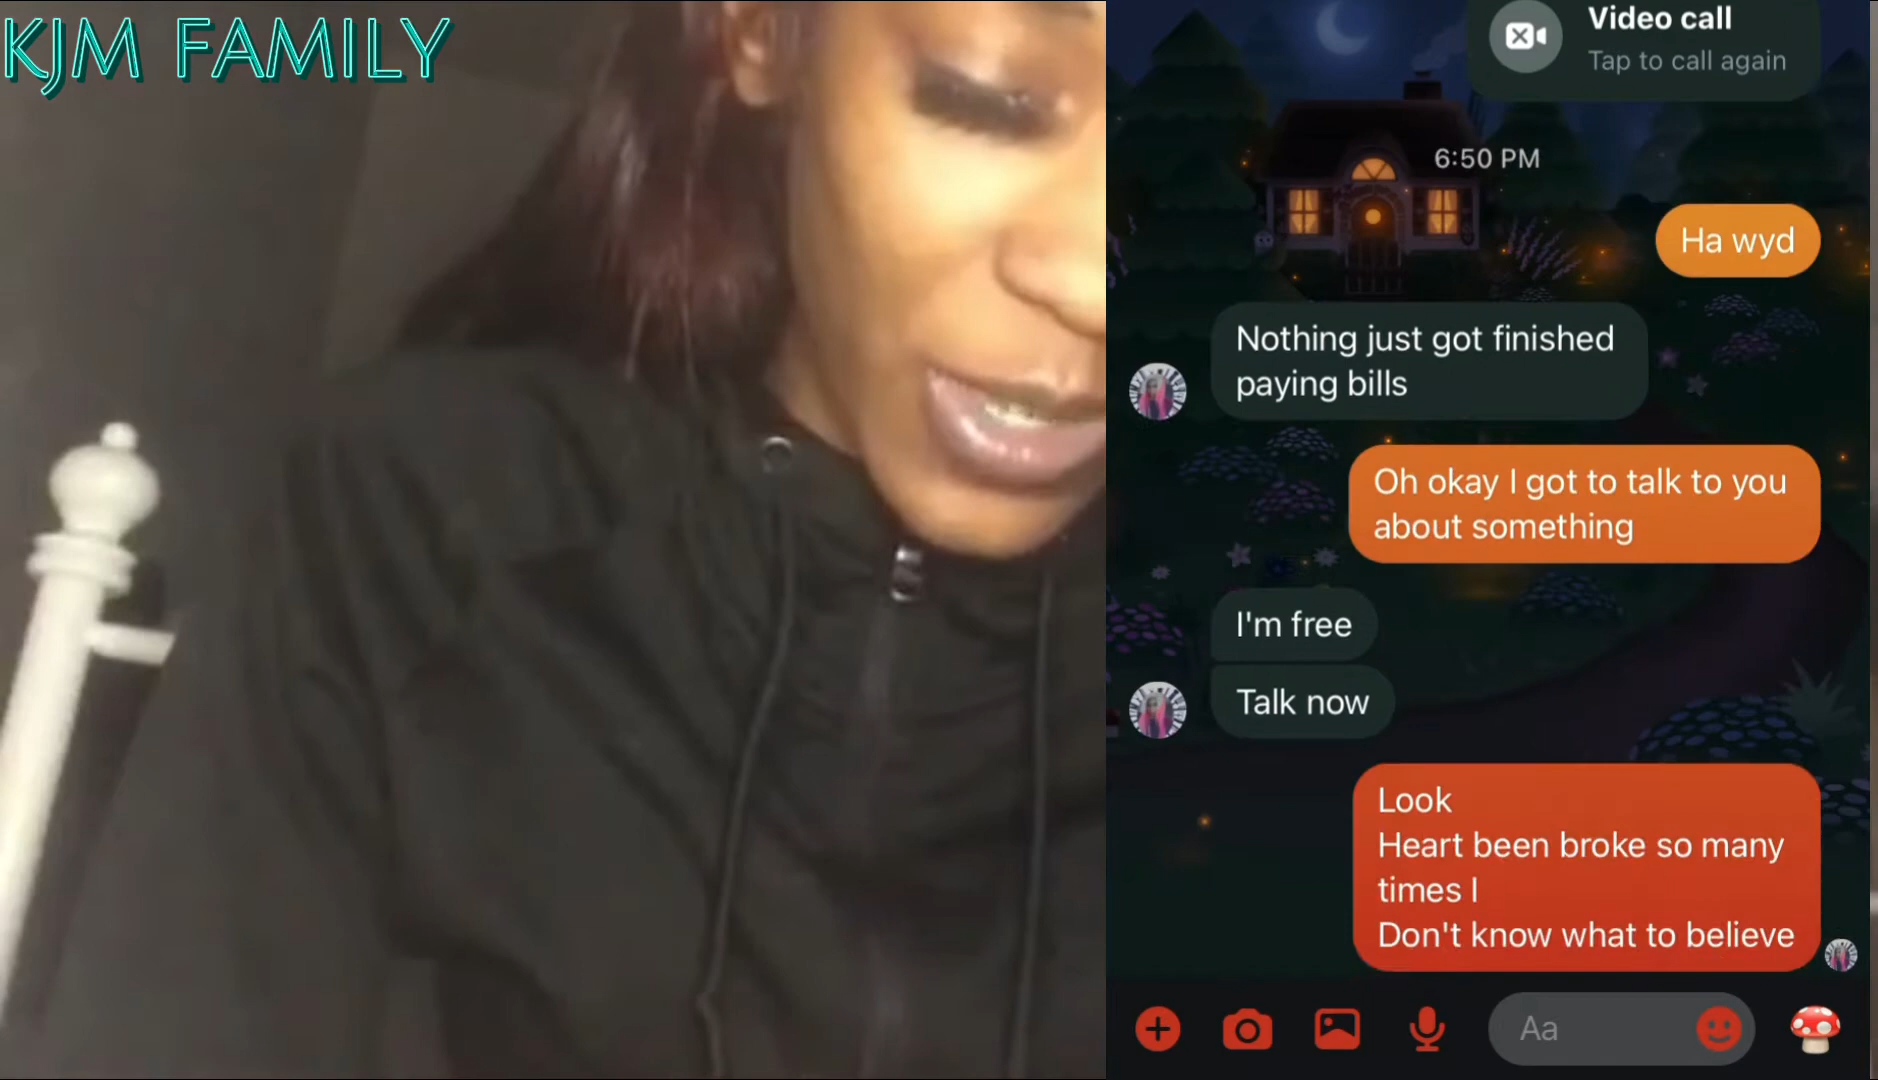 KJM FAMILY
Video call
Tap to call again
6:50 PM
Ha wyd
Nothing just got finished
paying bills
Oh okay I got to talk to you
about something
I'm free
Talk now
Look
Heart been broke so many
times I
Don't know what to believe
Aa